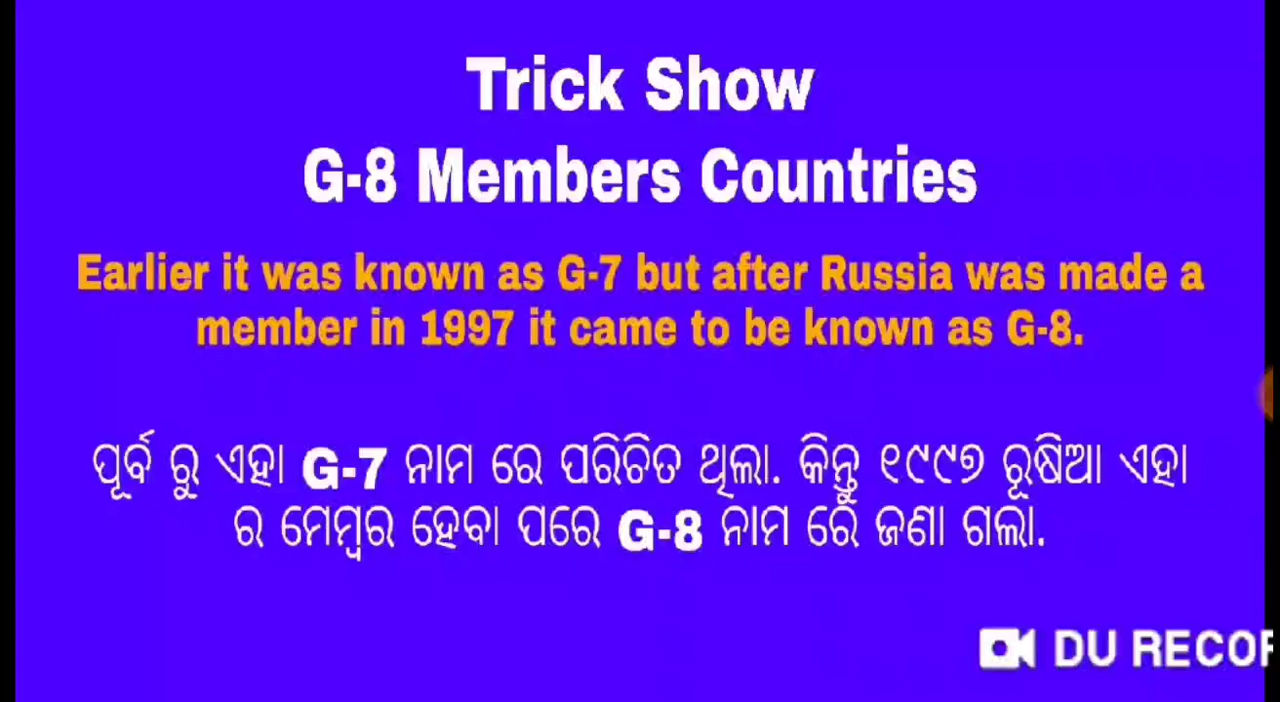 Trick Show
G-8 Members Countries
Earlier it was known as G-7 but after Russia was made a
member in 1997 it came to be known as G-8.
ପୂର୍ବ ରୁ ଏହା G-7 ନାମ ରେ ପରିଚିତ ଥିଲା. କିନ୍ତୁ ୧୯୯୭ ରୂଷିଆ ଏହା
ର ମେମ୍ବର ହେବା ପରେ G-8 ନାମ ରେ ଜଣା ଗଲା.
DU RECOR